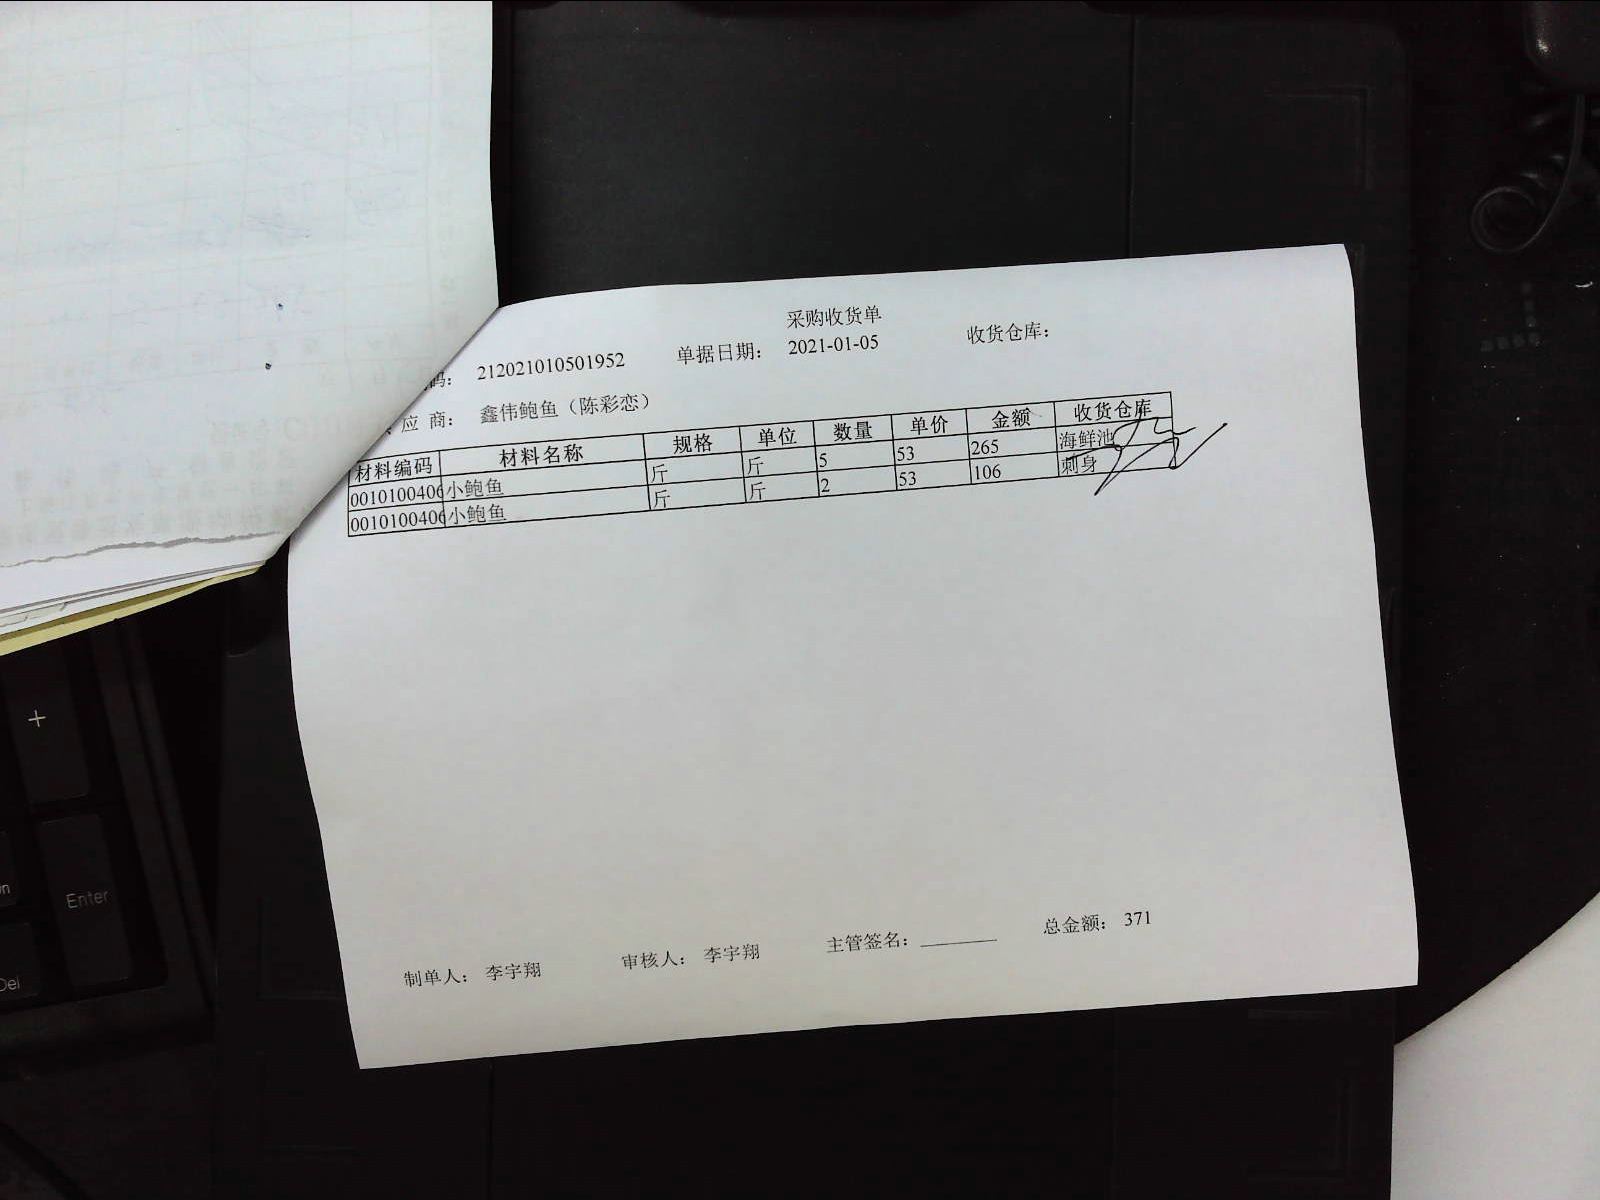 采购收货单
码： 212021010501952 单据日期： 2021-01-05 收货仓库：
应 商： 鑫伟鲍鱼（陈彩恋）
材料编码 材料名称 规格 单位 数量 单价 金额 收货仓库
0010100406 小鲍鱼 斤 斤 5 53 265 海鲜池
0010100406 小鲍鱼 斤 斤 2 53 106 刺身
制单人： 李宇翔 审核人： 李宇翔 主管签名： 总金额： 371
+
Enter
Del